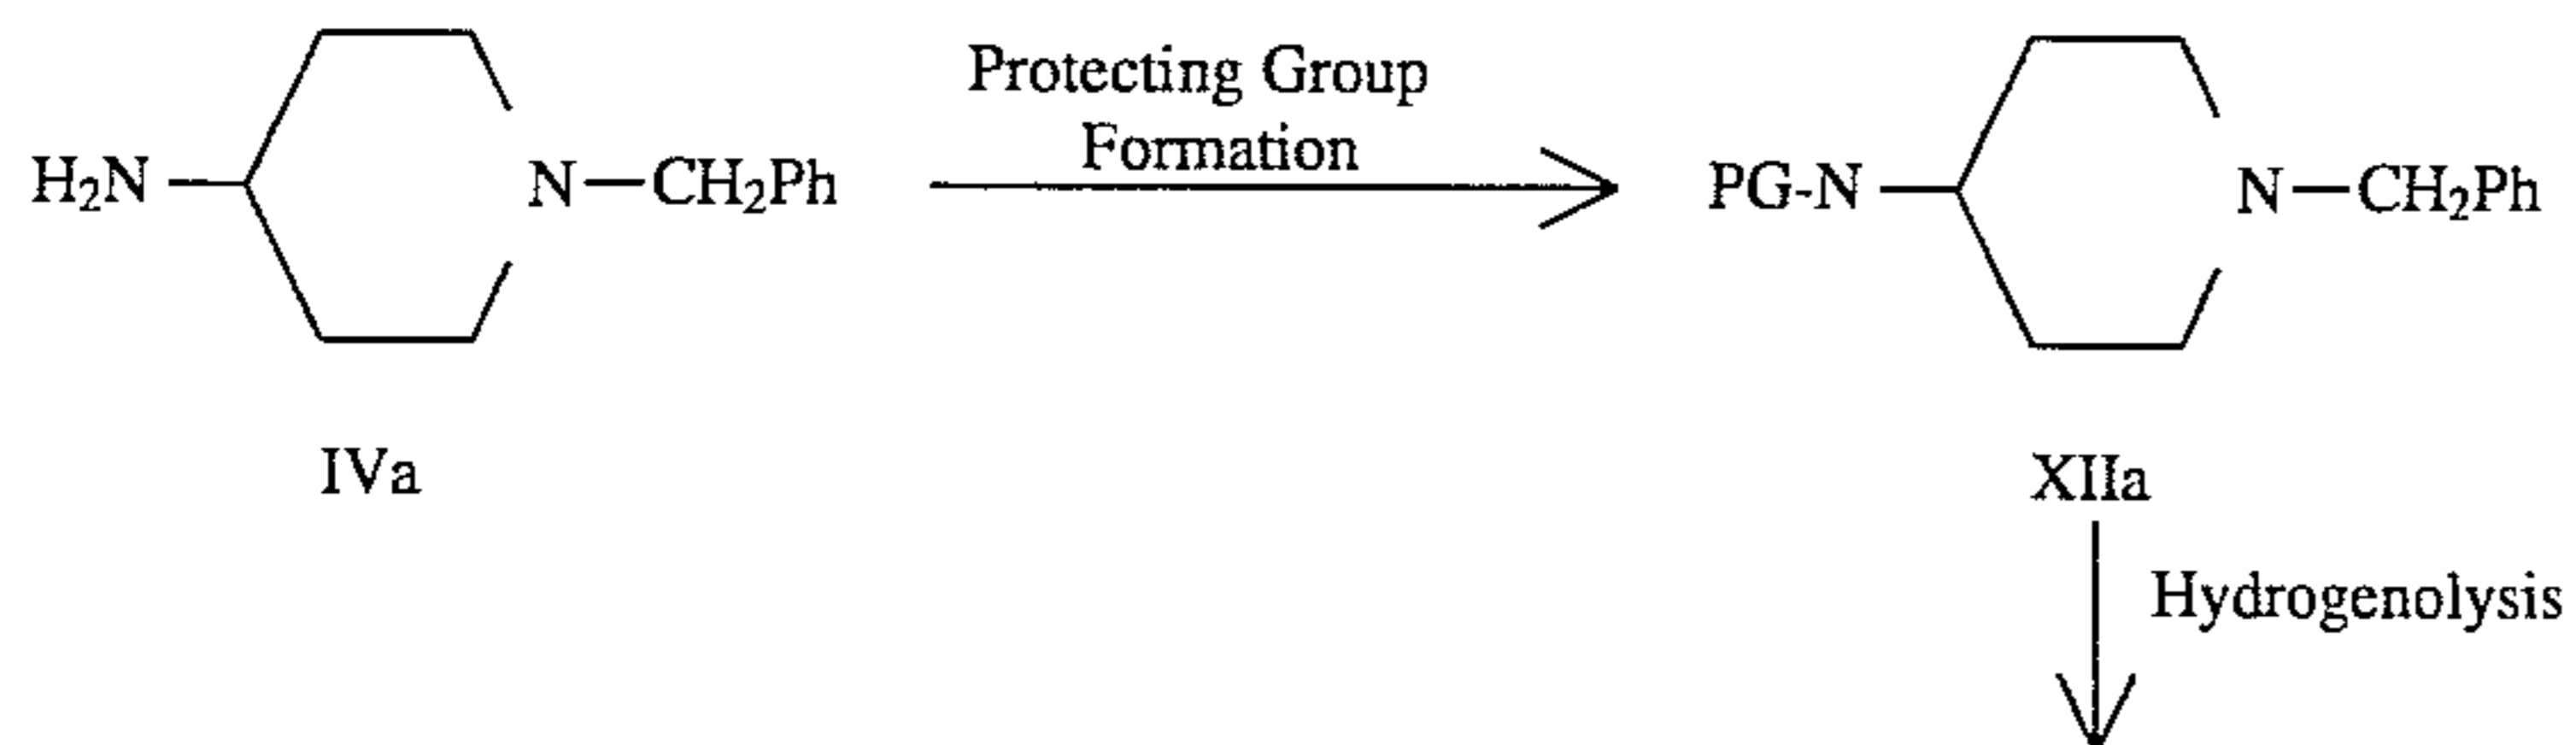 Protecting Group
Formation
H₂N
N—CH₂Ph
PG-N
N—CH₂Ph
IVa
XIIa
Hydrogenolysis